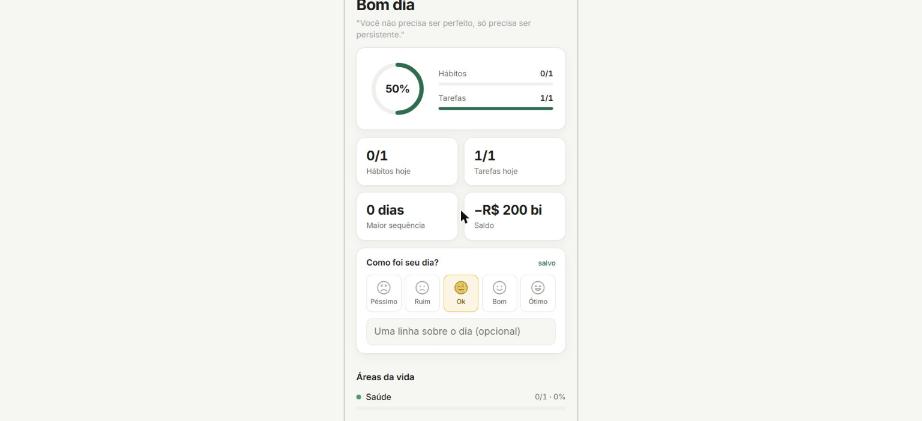 Bom dia
"Você não precisa ser perfeito, só precisa ser
persistente."
50%
Hábitos 0/1
Tarefas 1/1
0/1
Hábitos hoje
1/1
Tarefas hoje
0 dias
Maior sequência
−R$ 200 bi
Saldo
Como foi seu dia? salvo
Péssimo Ruim Ok Bom Ótimo
Uma linha sobre o dia (opcional)
Áreas da vida
Saúde 0/1 · 0%